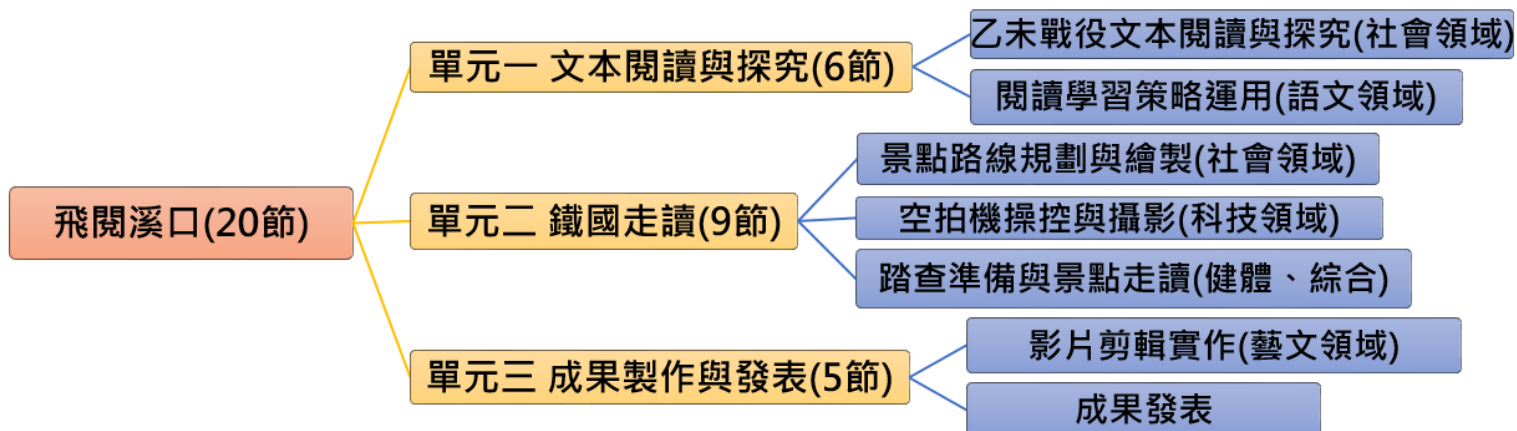 飛閱溪口(20節)
單元一 文本閱讀與探究(6節)
乙未戰役文本閱讀與探究(社會領域)
閱讀學習策略運用(語文領域)
單元二 鐵國走讀(9節)
景點路線規劃與繪製(社會領域)
空拍機操控與攝影(科技領域)
踏查準備與景點走讀(健體、綜合)
單元三 成果製作與發表(5節)
影片剪輯實作(藝文領域)
成果發表